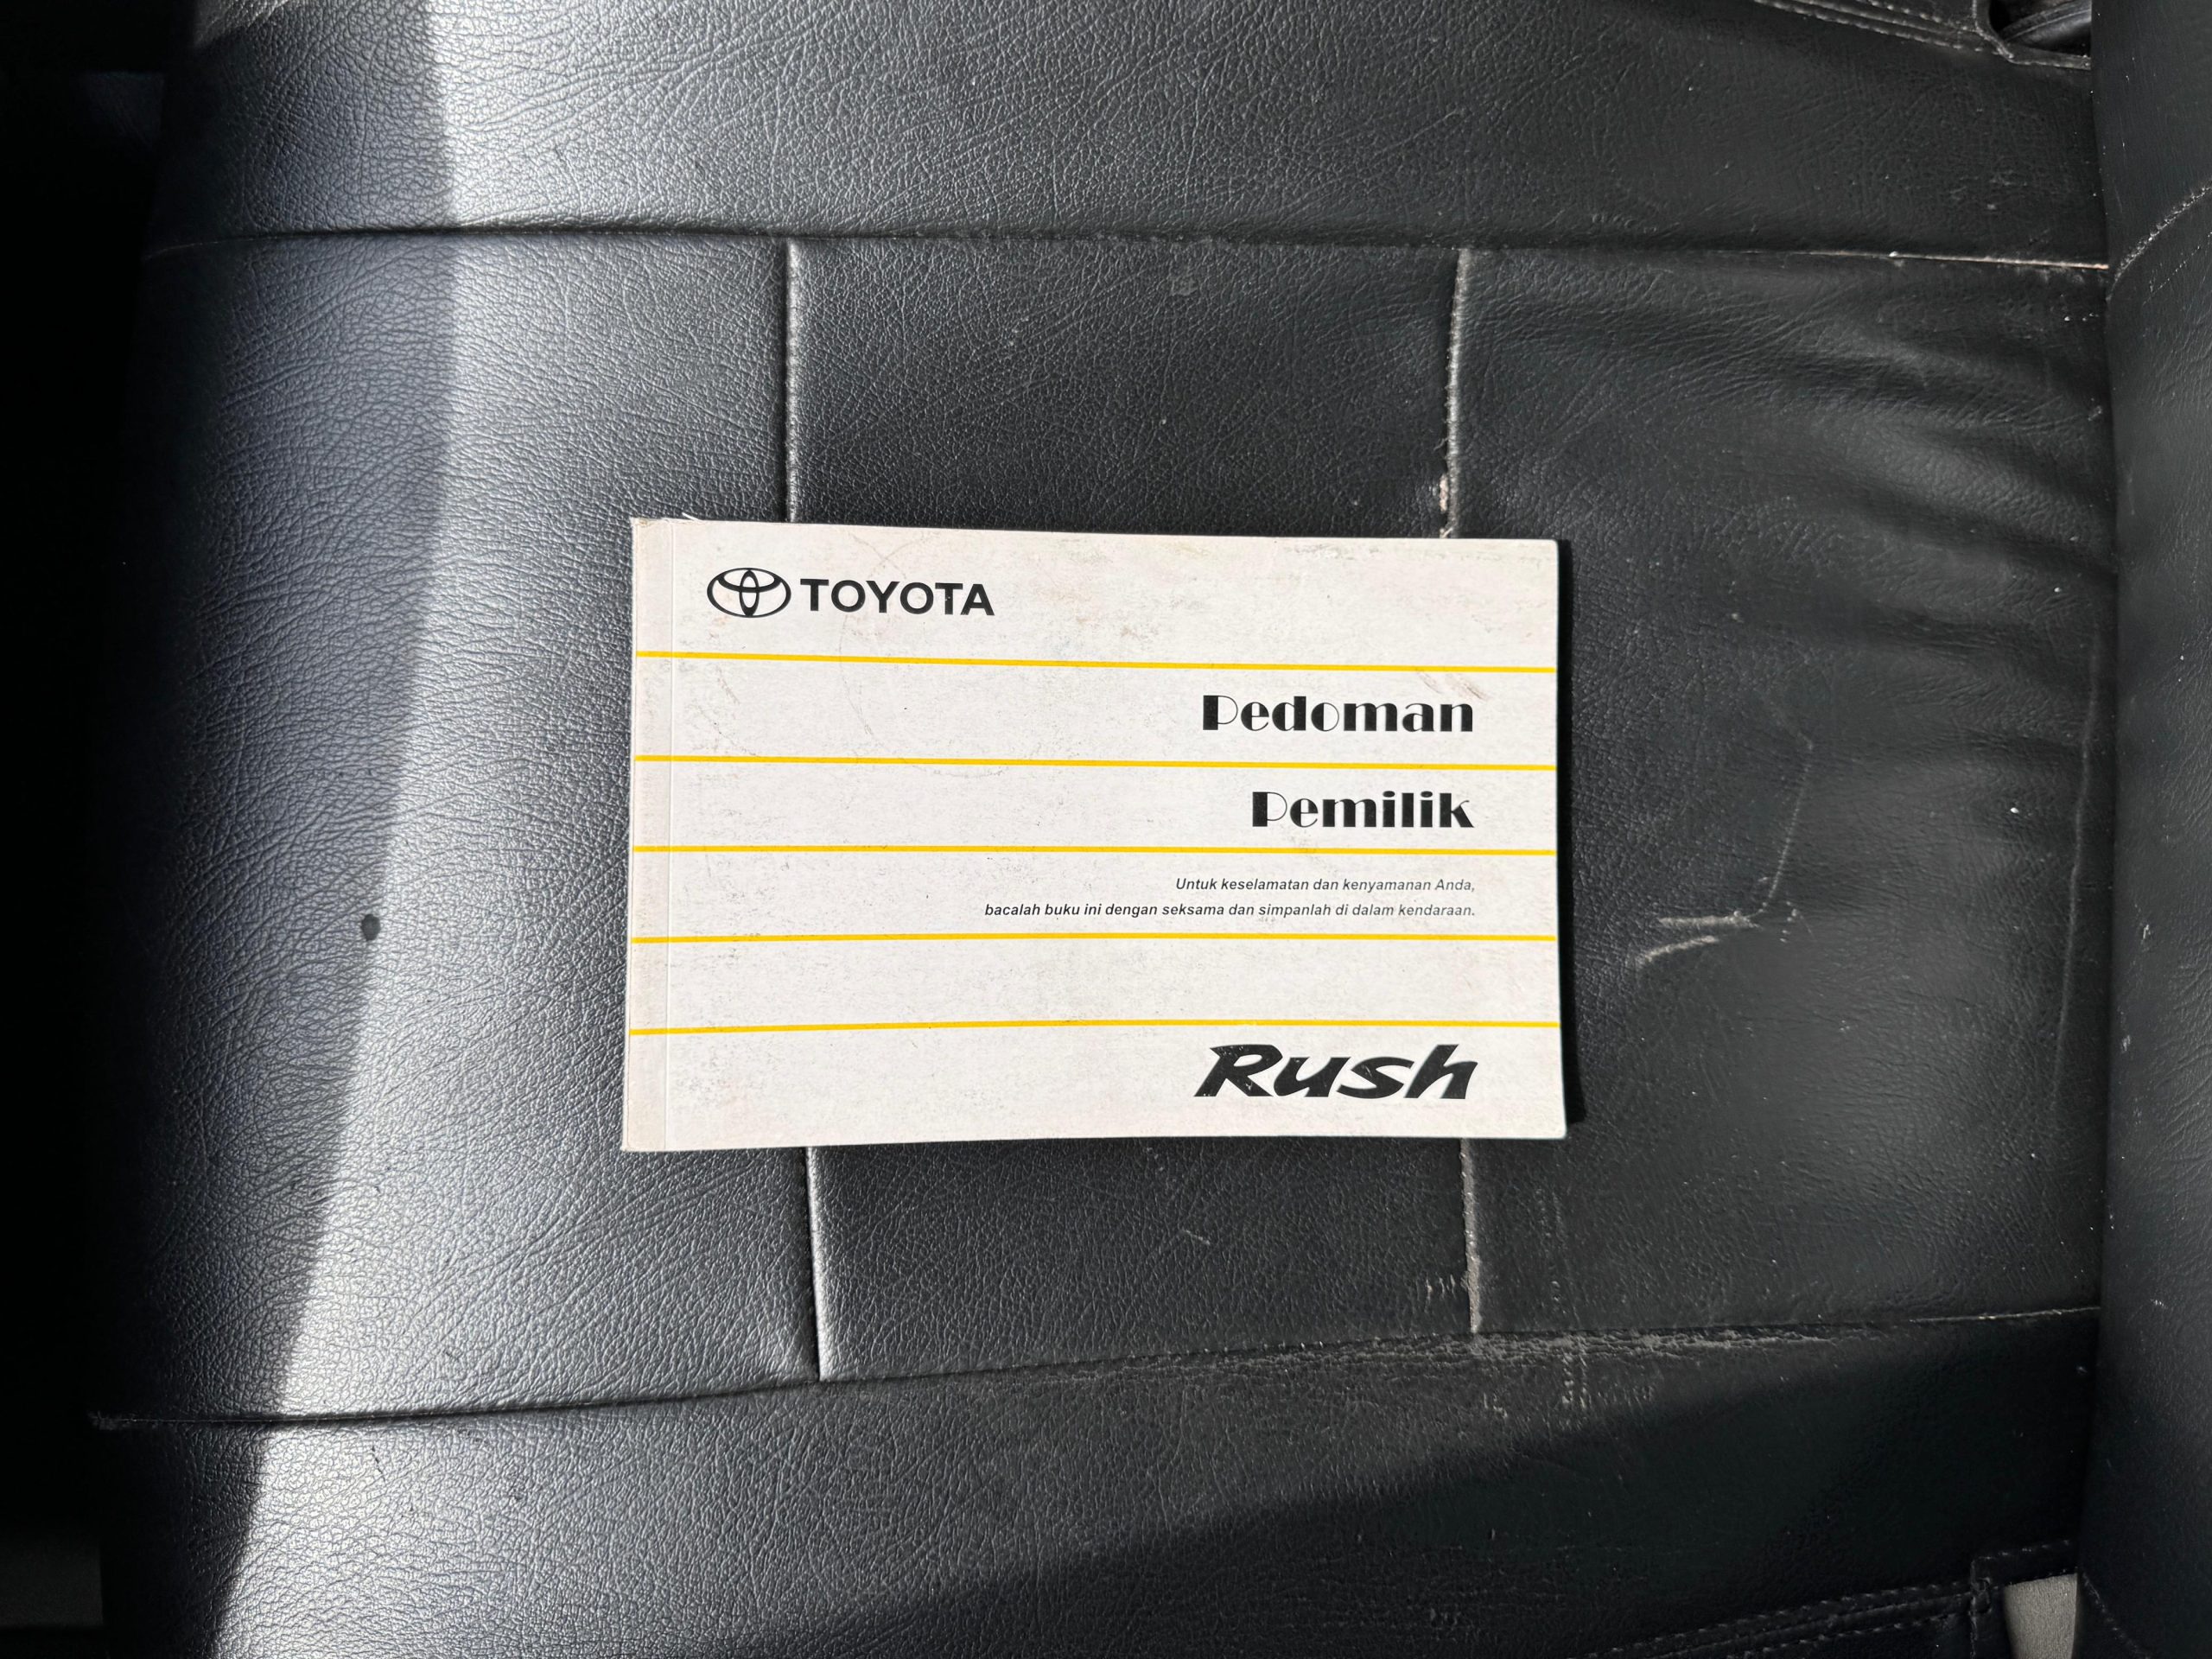 TOYOTA
Pedoman
Pemilik
Untuk keselamatan dan kenyamanan Anda,
bacalah buku ini dengan seksama dan simpanlah di dalam kendaraan.
Rush